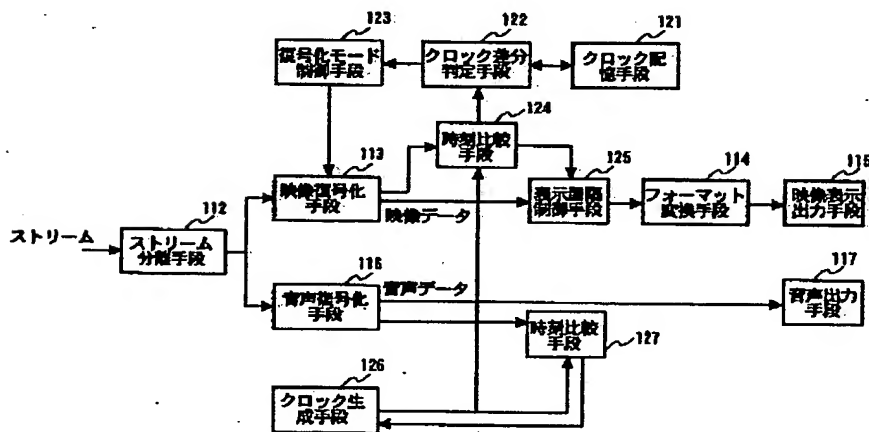 123
復号化モード
制御手段
122
クロック差分
判定手段
121
クロック記
憶手段
124
時刻比較
手段
113
映像復号化
手段
125
表示間隔
制御手段
114
フォーマット
変換手段
115
映像表示
出力手段
映像データ
112
ストリーム
ストリーム
分離手段
116
音声復号化
手段
音声データ
117
音声出力
手段
時刻比較
手段
127
126
クロック生
成手段